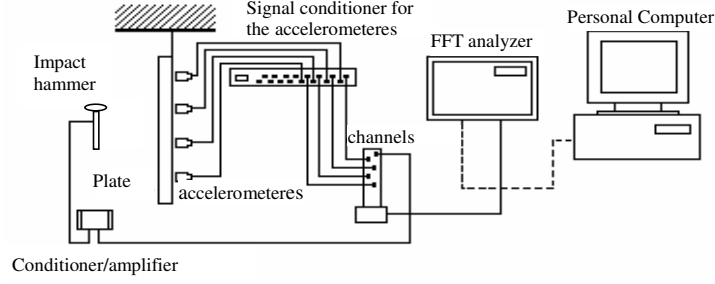 Signal conditioner for
the accelerometeres
Personal Computer
FFT analyzer
Impact
hammer
channels
Plate
accelerometeres
Conditioner/amplifier